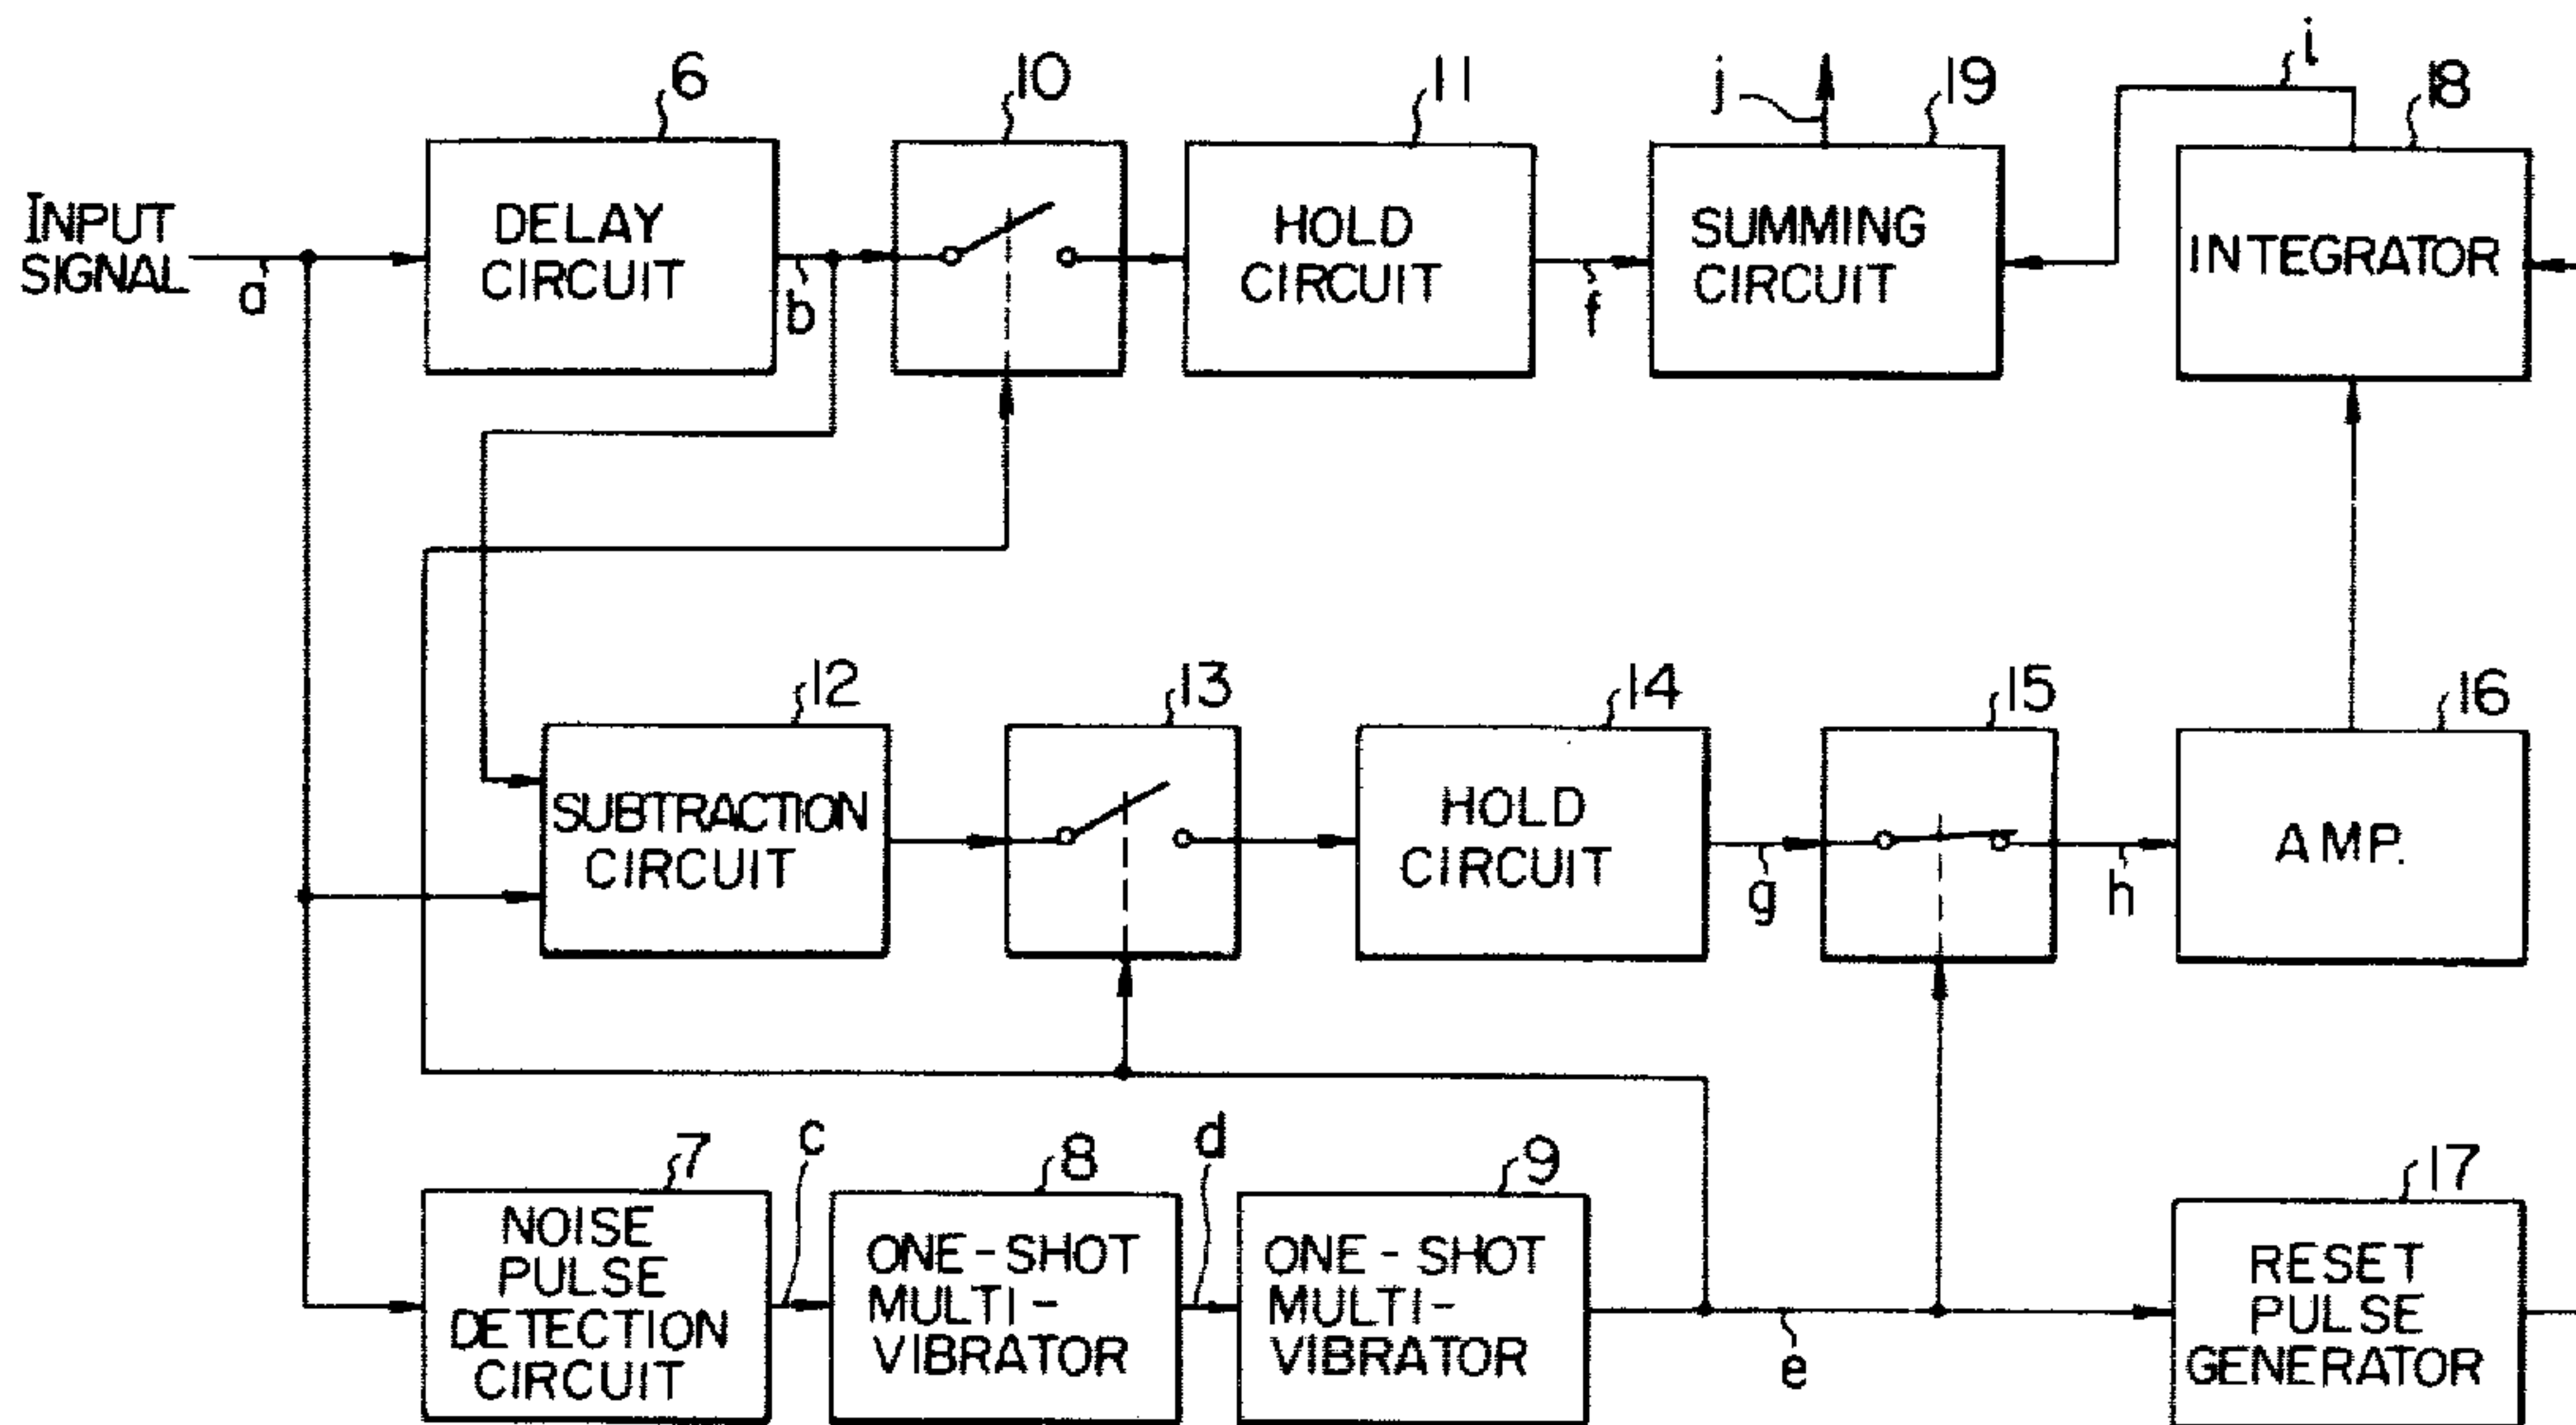 6
10
11
j
19
i
18
INPUT
SIGNAL
a
DELAY
CIRCUIT
b
HOLD
CIRCUIT
f
SUMMING
CIRCUIT
INTEGRATOR
12
13
14
15
16
SUBTRACTION
CIRCUIT
HOLD
CIRCUIT
g
h
AMP.
7
c
8
d
9
17
NOISE
PULSE
DETECTION
CIRCUIT
ONE-SHOT
MULTI-
VIBRATOR
ONE-SHOT
MULTI-
VIBRATOR
e
RESET
PULSE
GENERATOR